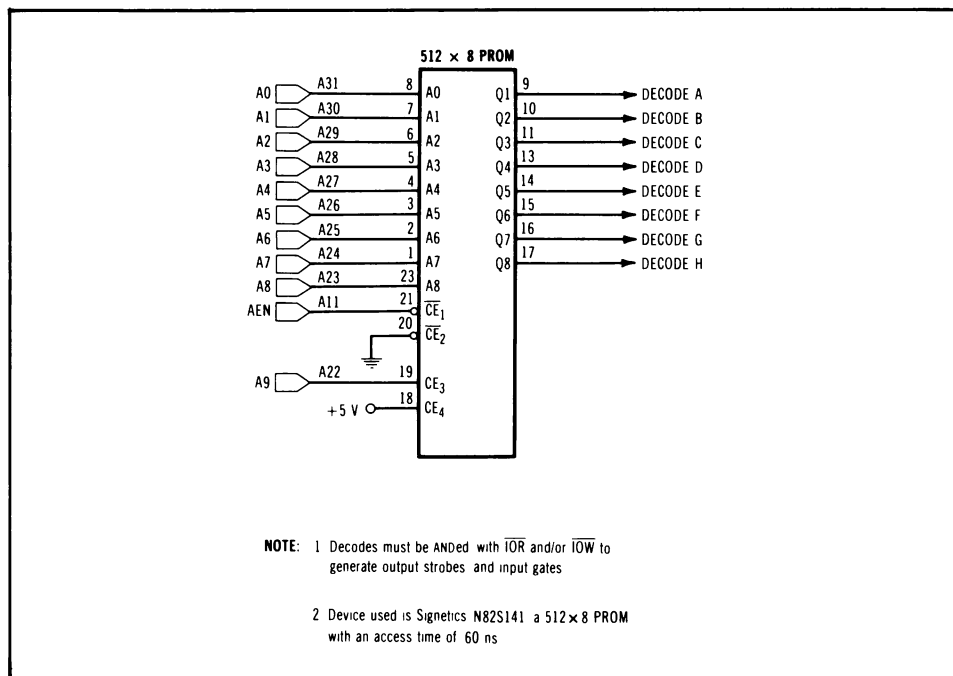 512 × 8 PROM
A0 A31 8 A0 Q1 9 DECODE A
A1 A30 7 A1 Q2 10 DECODE B
A2 A29 6 A2 Q3 11 DECODE C
A3 A28 5 A3 Q4 13 DECODE D
A4 A27 4 A4 Q5 14 DECODE E
A5 A26 3 A5 Q6 15 DECODE F
A6 A25 2 A6 Q7 16 DECODE G
A7 A24 1 A7 Q8 17 DECODE H
A8 A23 23 A8
AEN A11 21 C̅E̅₁
20 C̅E̅₂
A9 A22 19 CE₃
+5 V 18 CE₄
NOTE: 1 Decodes must be ANDed with I̅O̅R̅ and/or I̅O̅W̅ to
generate output strobes and input gates
2 Device used is Signetics N82S141 a 512 × 8 PROM
with an access time of 60 ns